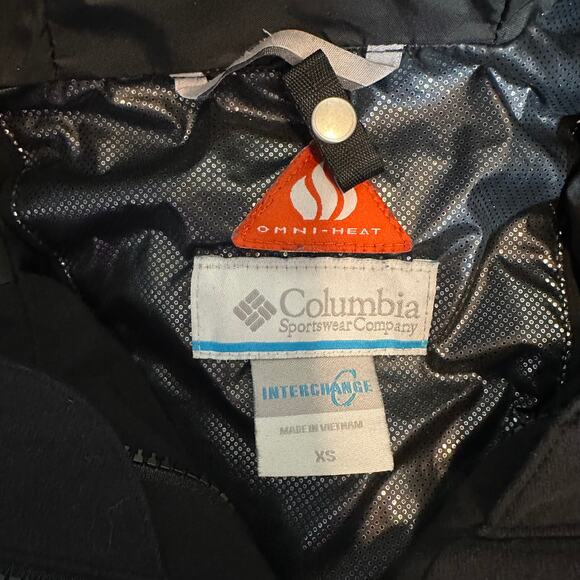 OMNI-HEAT
Columbia
Sportswear Company
INTERCHANGE
MADE IN VIETNAM
XS